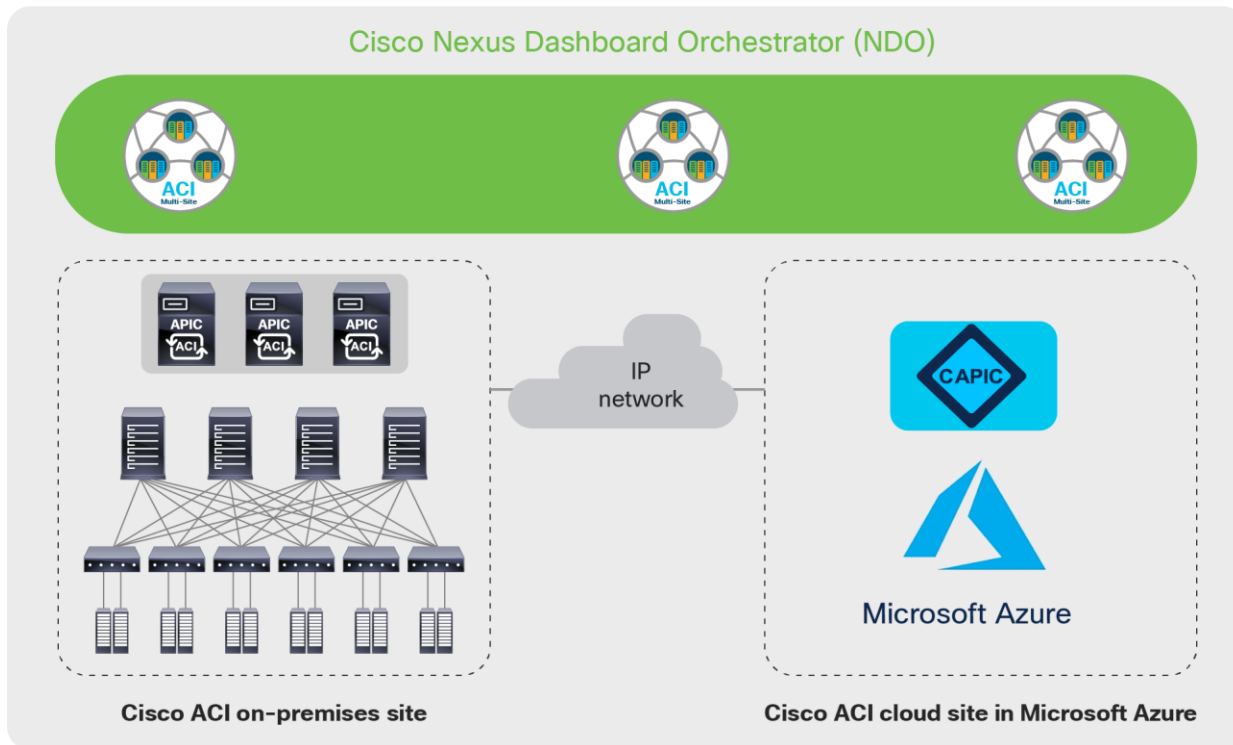 Cisco Nexus Dashboard Orchestrator (NDO)
ACI
Multi-Site
ACI
Multi-Site
ACI
Multi-Site
APIC
ACI
APIC
ACI
APIC
ACI
IP
network
CAPIC
Microsoft Azure
Cisco ACI on-premises site
Cisco ACI cloud site in Microsoft Azure